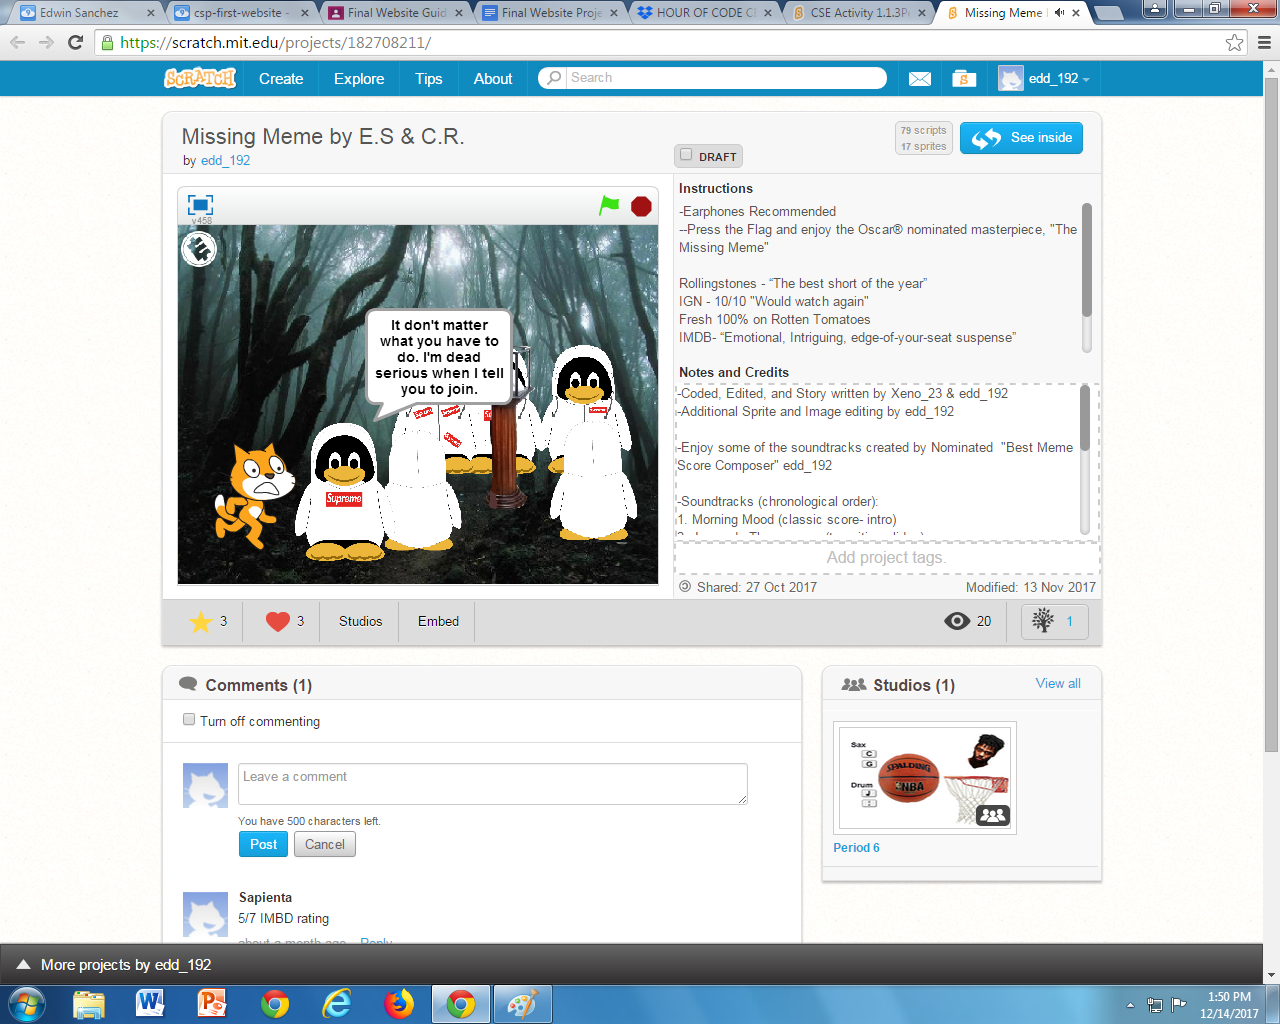 Edwin Sanchez
csp-first-website -
Final Website Guid
Final Website Proje
HOUR OF CODE C
CSE Activity 1.1.3P
Missing Meme
https://scratch.mit.edu/projects/182708211/
SCRATCH
Create
Explore
Tips
About
Search
edd_192
Missing Meme by E.S & C.R.
by edd_192
DRAFT
79 scripts
17 sprites
See inside
v458
It don't matter
what you have to
do. I'm dead
serious when I tell
you to join.
Supreme
Instructions
-Earphones Recommended
--Press the Flag and enjoy the Oscar® nominated masterpiece, "The
Missing Meme"
Rollingstones - “The best short of the year”
IGN - 10/10 "Would watch again"
Fresh 100% on Rotten Tomatoes
IMDB- “Emotional, Intriguing, edge-of-your-seat suspense”
Notes and Credits
-Coded, Edited, and Story written by Xeno_23 & edd_192
-Additional Sprite and Image editing by edd_192
-Enjoy some of the soundtracks created by Nominated "Best Meme
Score Composer" edd_192
-Soundtracks (chronological order):
1. Morning Mood (classic score- intro)
Add project tags.
Shared: 27 Oct 2017
Modified: 13 Nov 2017
3
3
Studios
Embed
20
1
Comments (1)
Turn off commenting
Leave a comment
You have 500 characters left.
Post
Cancel
Sapienta
5/7 IMBD rating
about a month ago
Reply
Studios (1)
View all
Sax
C
G
Drum
SPALDING
NBA
Period 6
More projects by edd_192
1:50 PM
12/14/2017